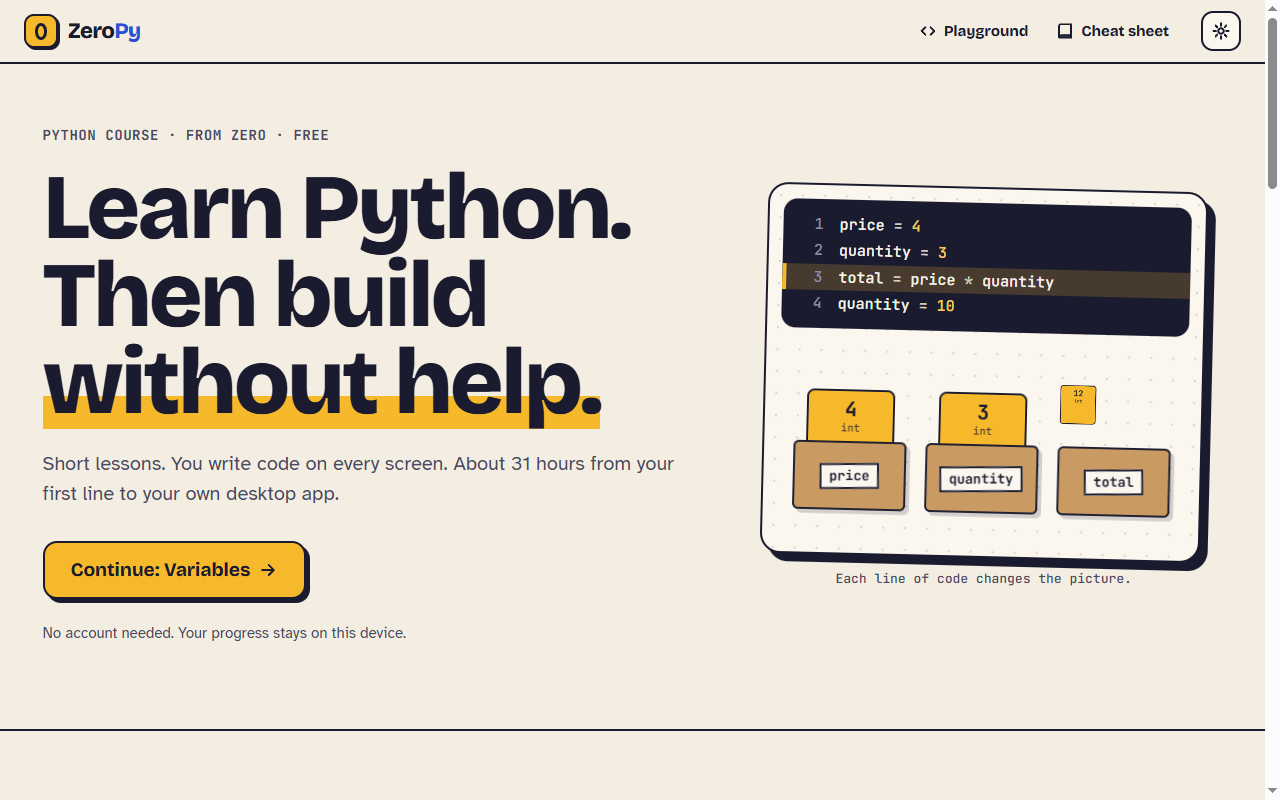 0 ZeroPy
Playground
Cheat sheet
PYTHON COURSE · FROM ZERO · FREE
Learn Python.
Then build
without help.
Short lessons. You write code on every screen. About 31 hours from your
first line to your own desktop app.
Continue: Variables →
No account needed. Your progress stays on this device.
1 price = 4
2 quantity = 3
3 total = price * quantity
4 quantity = 10
4
int
price
3
int
quantity
12
int
total
Each line of code changes the picture.